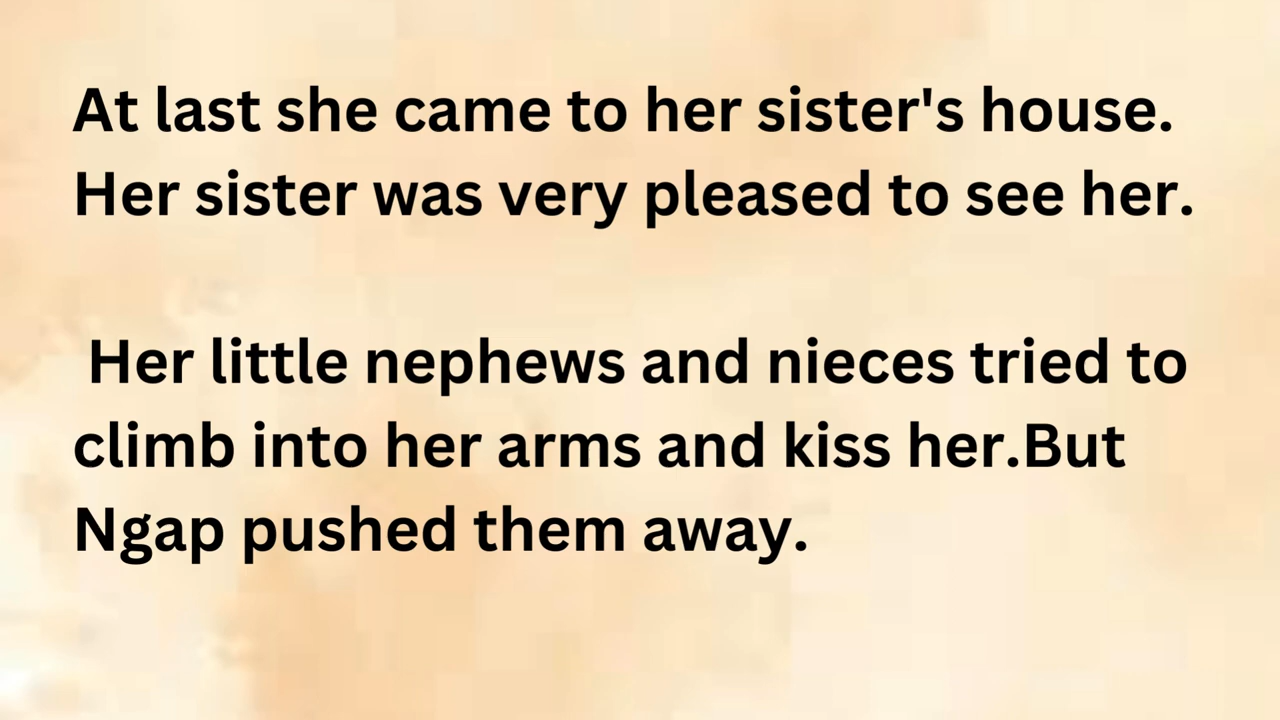 At last she came to her sister's house.
Her sister was very pleased to see her.
Her little nephews and nieces tried to
climb into her arms and kiss her.But
Ngap pushed them away.